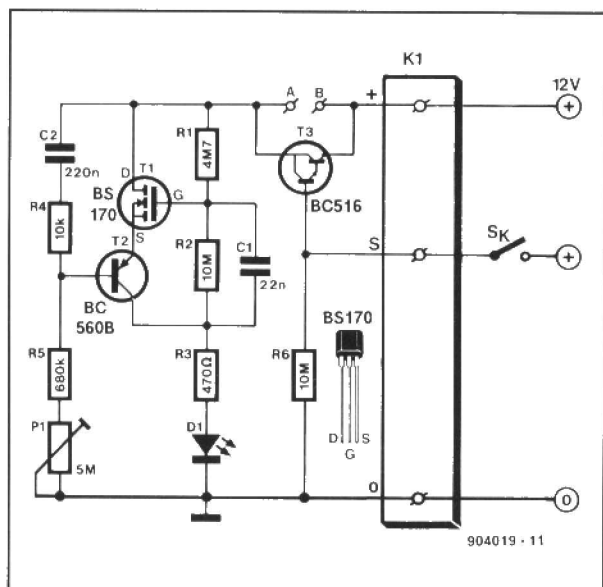 K1
A
B
+
12V
+
C2
220n
D
T1
BS
170
G
S
R1
4M7
T3
BC516
R4
10k
T2
BC
560B
R2
10M
C1
22n
S
SK
+
BS170
R5
680k
R3
470Ω
R6
10M
D
G
S
P1
5M
D1
0
0
904019 - 11